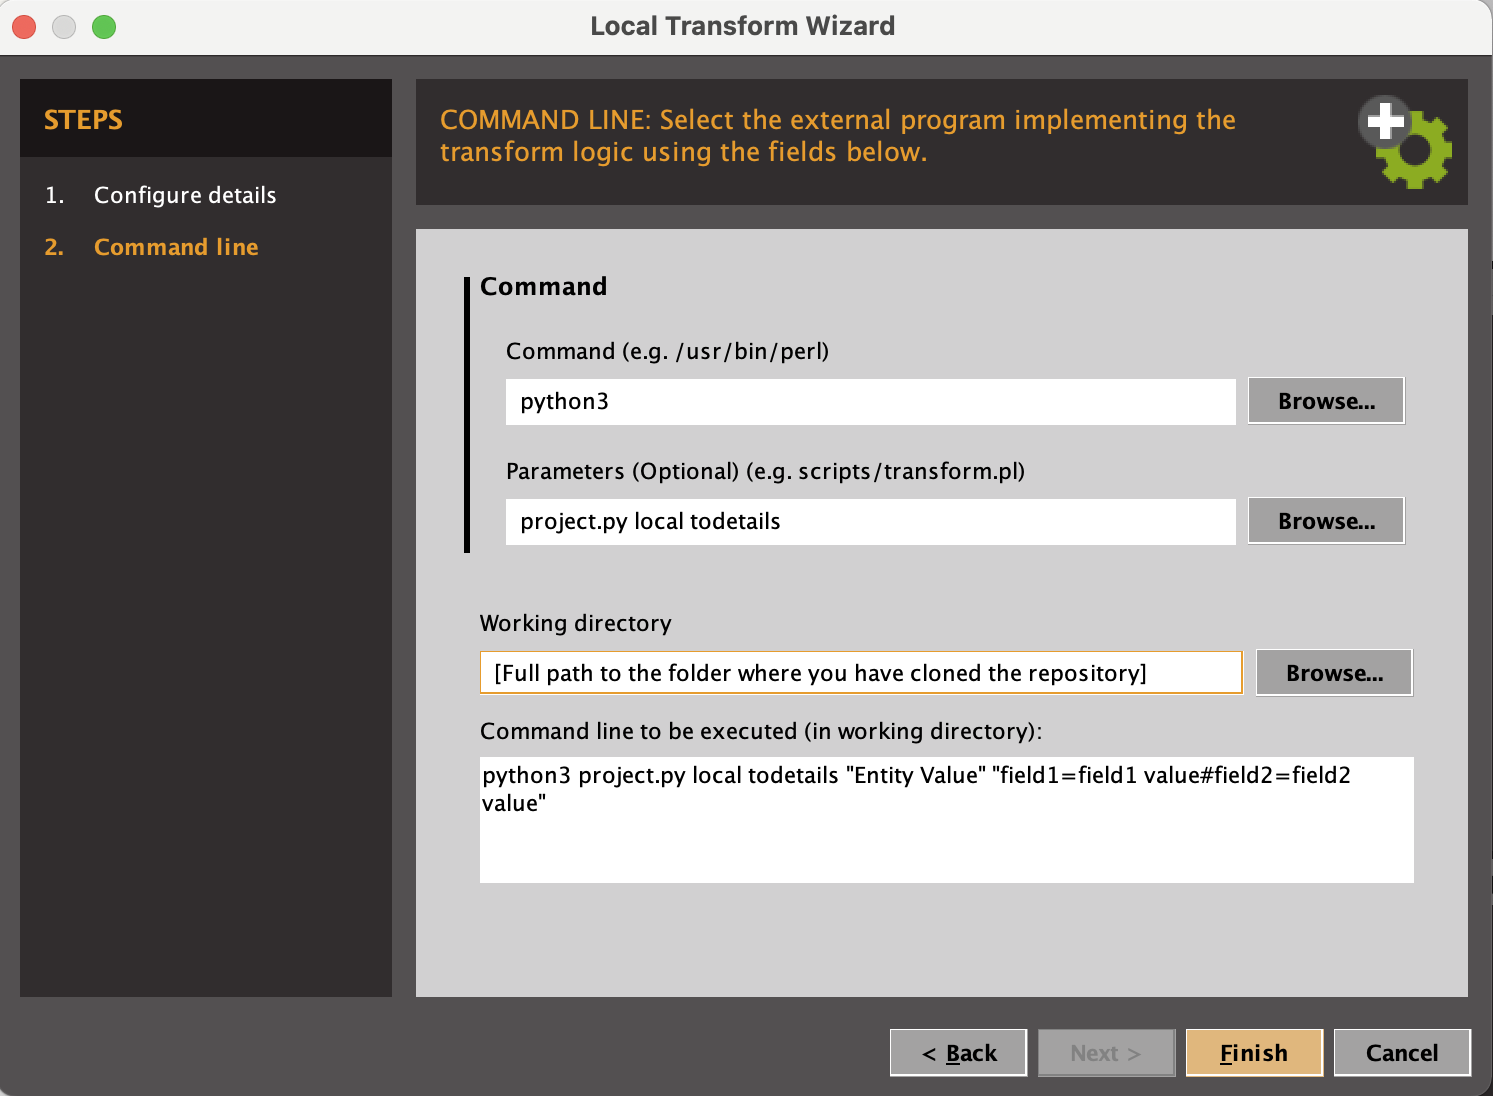 Local Transform Wizard
STEPS
1. Configure details
2. Command line
COMMAND LINE: Select the external program implementing the
transform logic using the fields below.
Command
Command (e.g. /usr/bin/perl)
python3
Browse...
Parameters (Optional) (e.g. scripts/transform.pl)
project.py local todetails
Browse...
Working directory
[Full path to the folder where you have cloned the repository]
Browse...
Command line to be executed (in working directory):
python3 project.py local todetails "Entity Value" "field1=field1 value#field2=field2
value"
< Back
Next >
Finish
Cancel